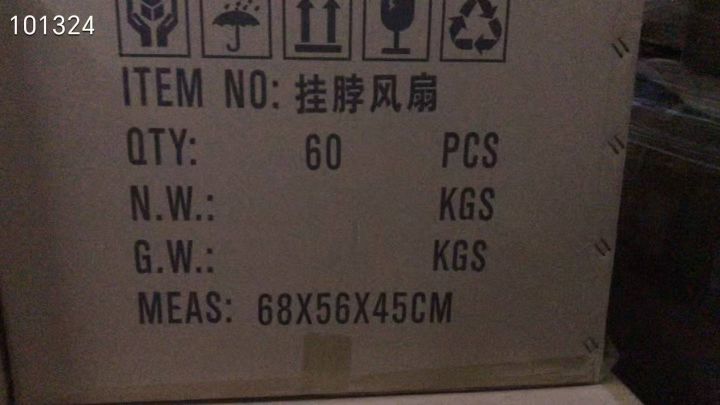 101324
ITEM NO: 挂脖风扇
QTY: 60 PCS
N.W.: KGS
G.W.: KGS
MEAS: 68X56X45CM